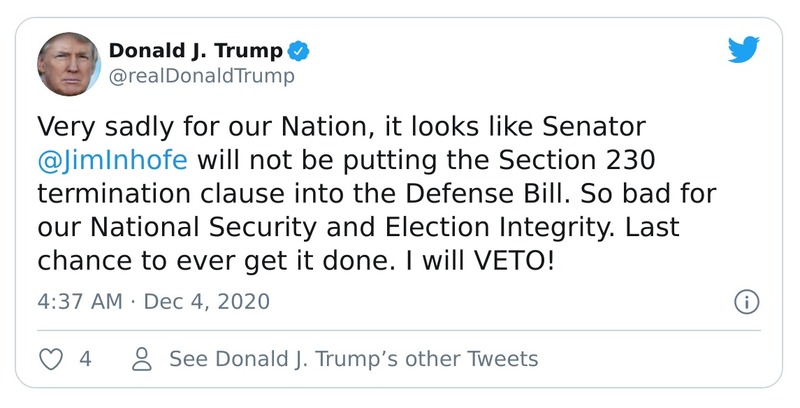 Donald J. Trump
@realDonaldTrump
Very sadly for our Nation, it looks like Senator
@JimInhofe will not be putting the Section 230
termination clause into the Defense Bill. So bad for
our National Security and Election Integrity. Last
chance to ever get it done. I will VETO!
4:37 AM · Dec 4, 2020
4 See Donald J. Trump’s other Tweets